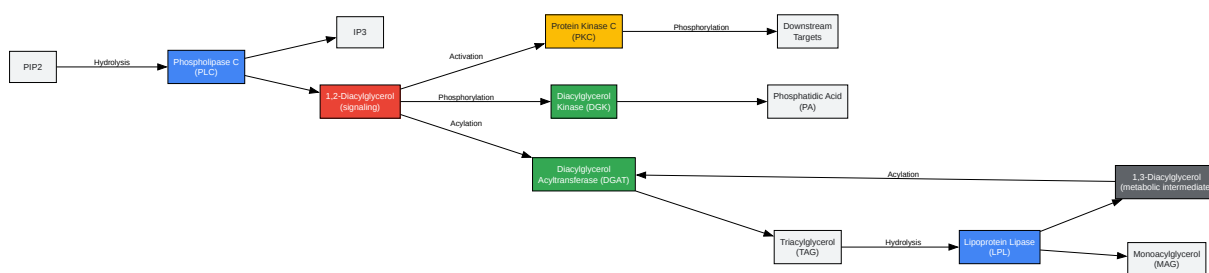 PIP2
Hydrolysis
Phospholipase C
(PLC)
IP3
1,2-Diacylglycerol
(signaling)
Activation
Protein Kinase C
(PKC)
Phosphorylation
Downstream
Targets
Phosphorylation
Diacylglycerol
Kinase (DGK)
Phosphatidic Acid
(PA)
Acylation
Diacylglycerol
Acyltransferase (DGAT)
Acylation
1,3-Diacylglycerol
(metabolic intermediate
Triacylglycerol
(TAG)
Hydrolysis
Lipoprotein Lipase
(LPL)
Monoacylglycerol
(MAG)